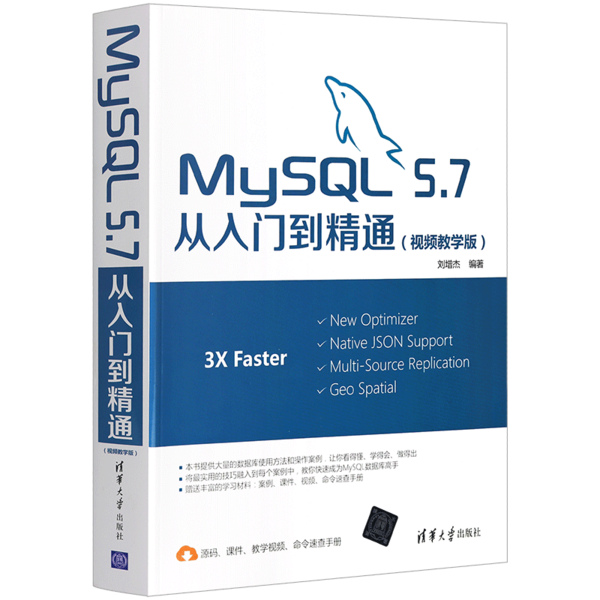 MySQL 5.7
从入门到精通
(视频教学版)
清华大学出版社
MySQL 5.7
从入门到精通(视频教学版)
刘增杰 编著
3X Faster
✓ New Optimizer
✓ Native JSON Support
✓ Multi-Source Replication
✓ Geo Spatial
• 本书提供大量的数据库使用方法和操作案例,让你看得懂、学得会、做得出
• 将最实用的技巧融入到每个案例中,教你快速成为MySQL数据库高手
• 赠送丰富的学习材料:案例、课件、视频、命令速查手册
源码、课件、教学视频、命令速查手册
清华大学出版社